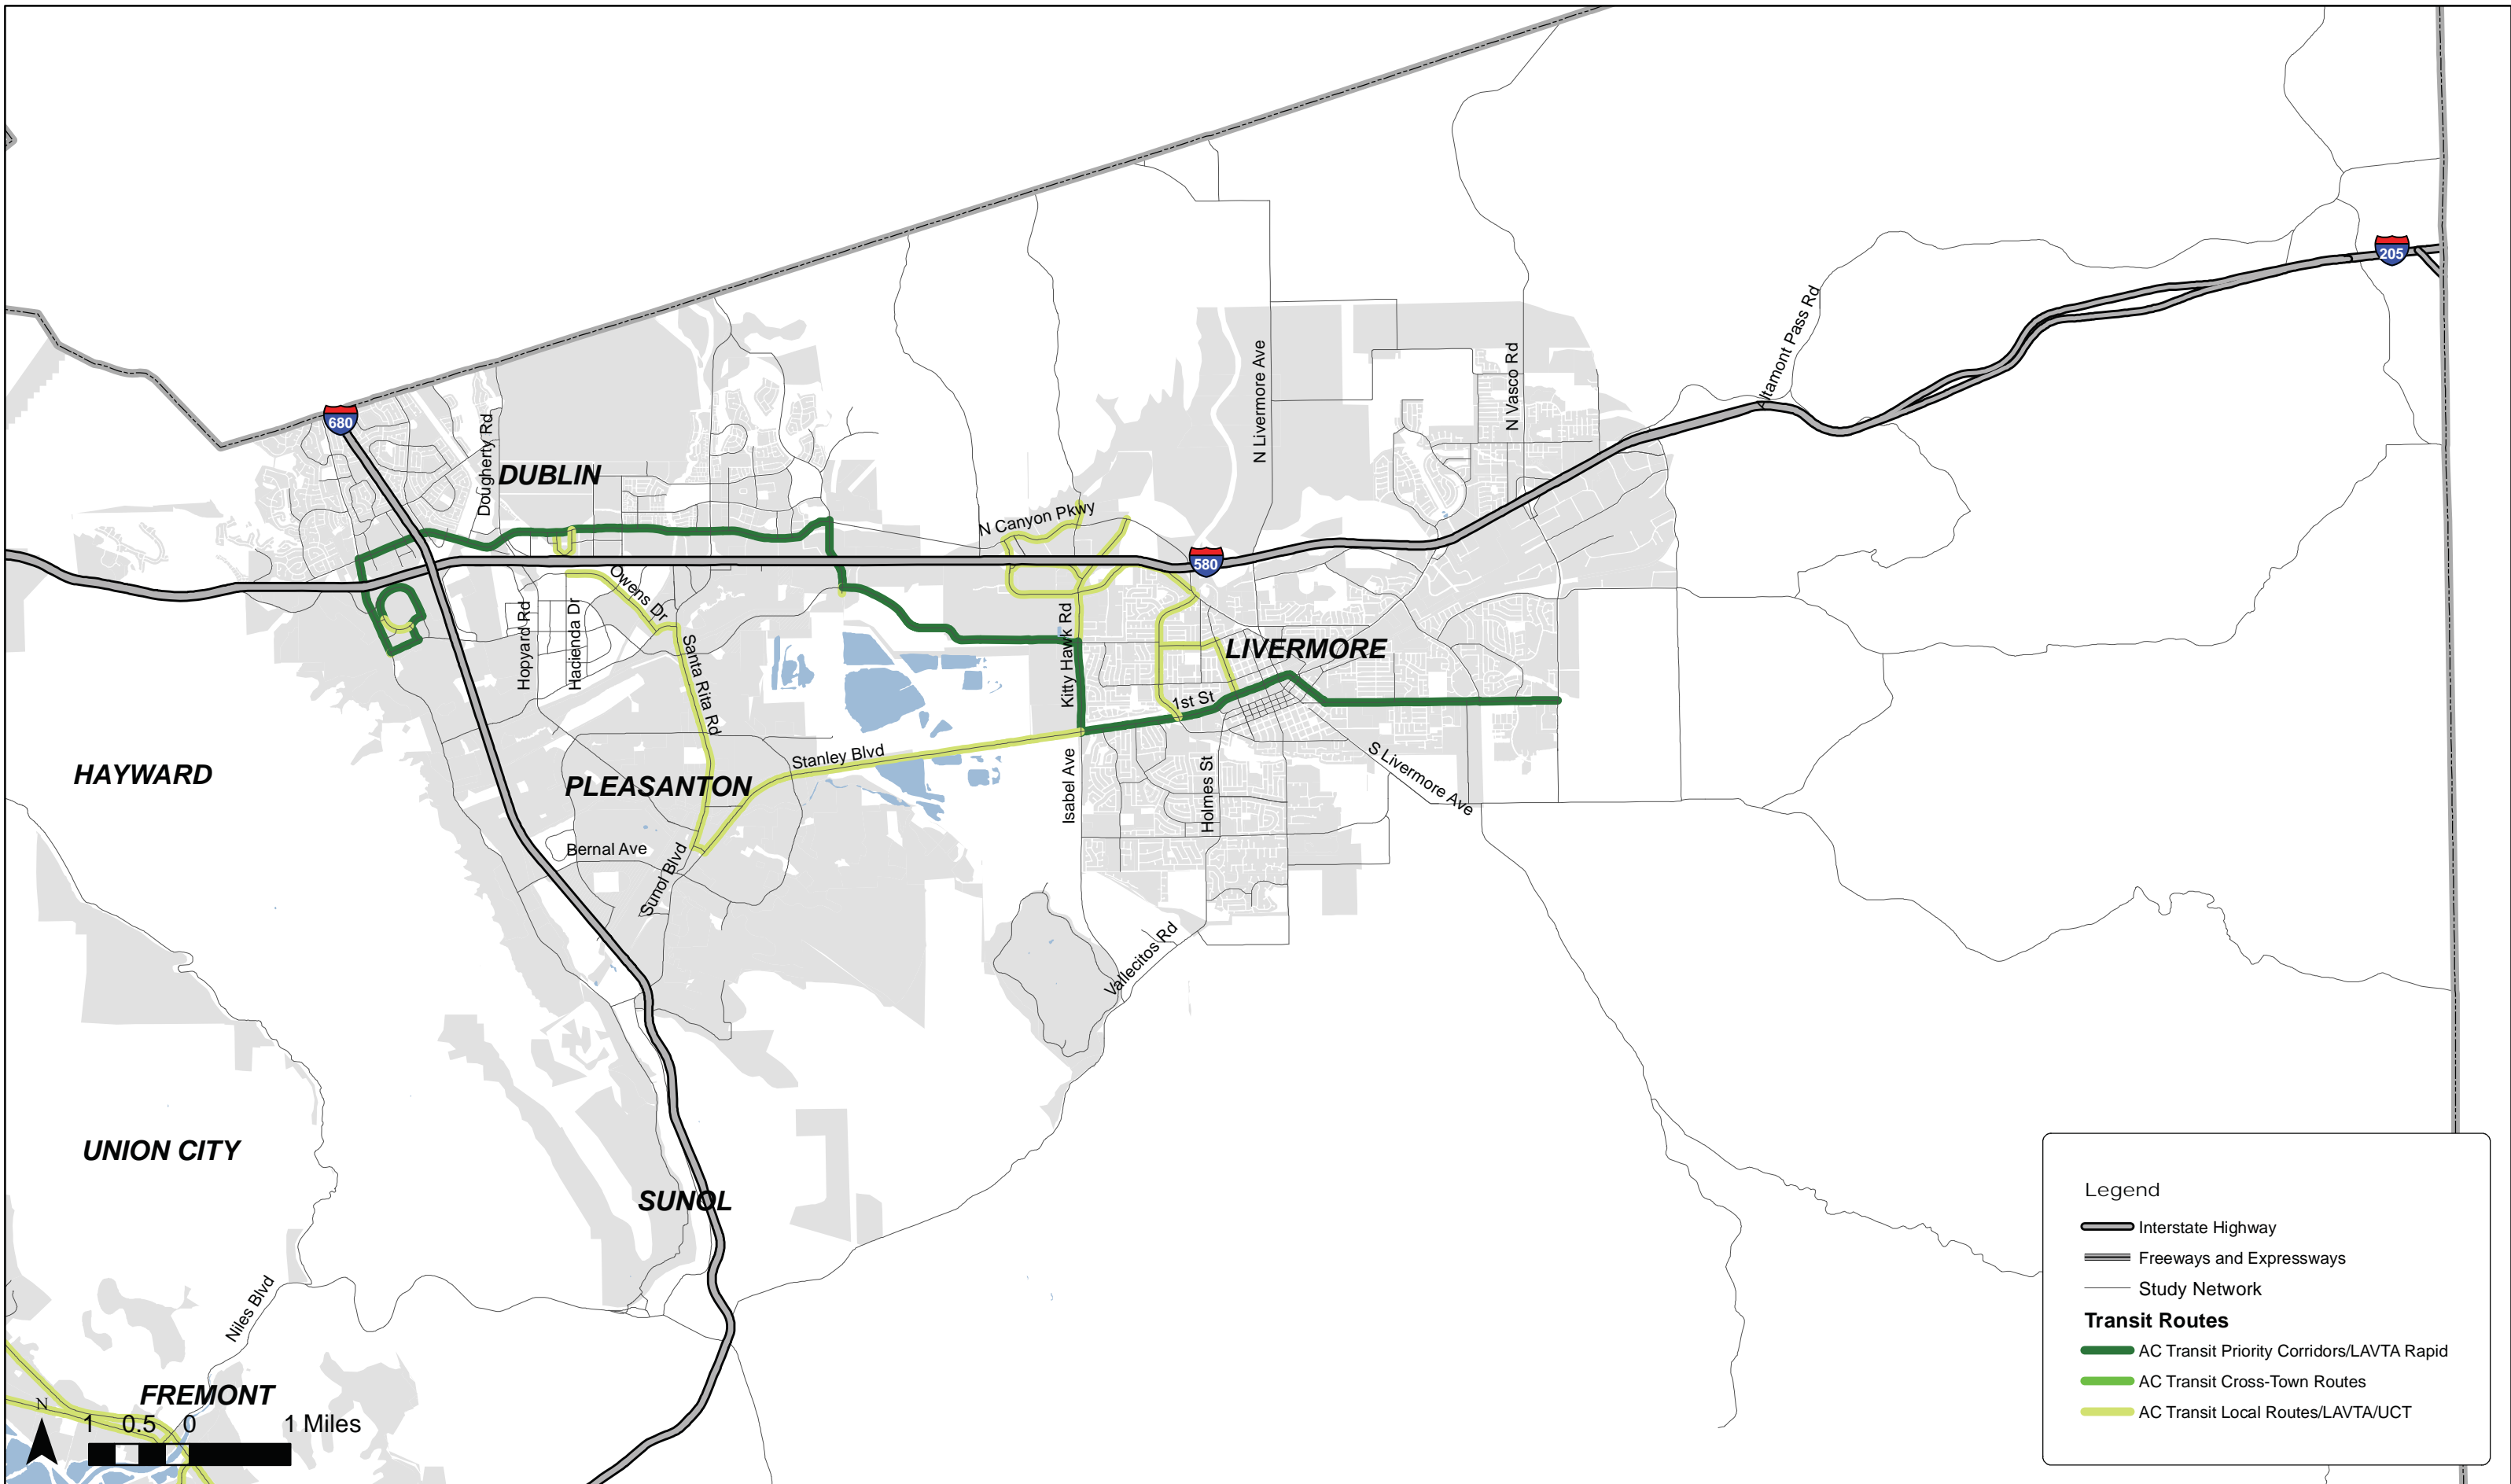 205
Altamont Pass Rd
N Livermore Ave
N Vasco Rd
680
Dougherty Rd
DUBLIN
N Canyon Pkwy
580
Owens Dr
Hopyard Rd
Hacienda Dr
Santa Rita Rd
Kitty Hawk Rd
LIVERMORE
1st St
HAYWARD
PLEASANTON
Stanley Blvd
Isabel Ave
Holmes St
S Livermore Ave
Bernal Ave
Sunol Blvd
Vallecitos Rd
UNION CITY
SUNOL
Niles Blvd
FREMONT
N
1 0.5 0 1 Miles
Legend
Interstate Highway
Freeways and Expressways
Study Network
Transit Routes
AC Transit Priority Corridors/LAVTA Rapid
AC Transit Cross-Town Routes
AC Transit Local Routes/LAVTA/UCT